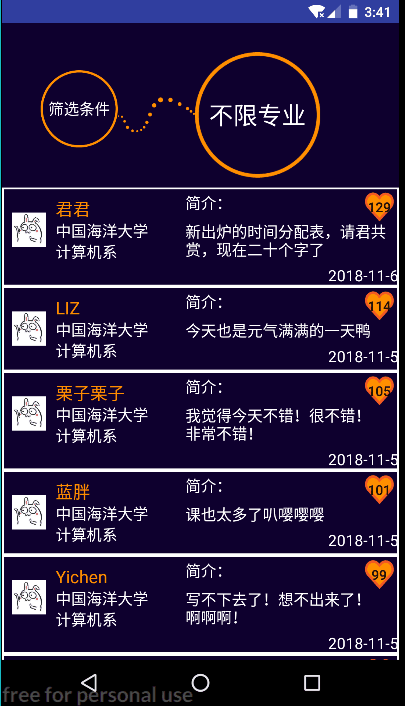 3:41
筛选条件
不限专业
君君
中国海洋大学
计算机系
简介：
新出炉的时间分配表，请君共
赏，现在二十个字了
129
2018-11-6
LIZ
中国海洋大学
计算机系
简介：
今天也是元气满满的一天鸭
114
2018-11-5
栗子栗子
中国海洋大学
计算机系
简介：
我觉得今天不错！很不错！
非常不错！
105
2018-11-5
蓝胖
中国海洋大学
计算机系
简介：
课也太多了叭嘤嘤嘤
101
2018-11-5
Yichen
中国海洋大学
计算机系
简介：
写不下去了！想不出来了！
啊啊啊！
99
2018-11-5
free for personal use